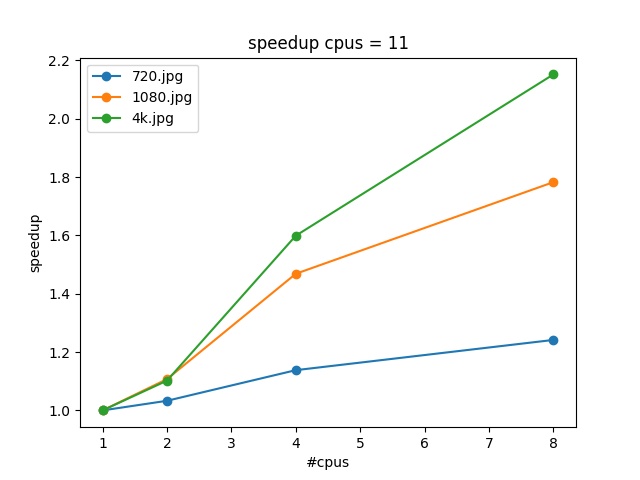 speedup cpus = 11
720.jpg
1080.jpg
4k.jpg
speedup
2.2
2.0
1.8
1.6
1.4
1.2
1.0
1 2 3 4 5 6 7 8
#cpus